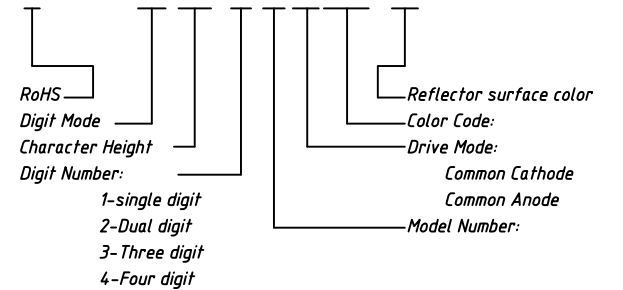 RoHS
Digit Mode
Character Height
Digit Number:
1-single digit
2-Dual digit
3-Three digit
4-Four digit
Reflector surface color
Color Code:
Drive Mode:
Common Cathode
Common Anode
Model Number: